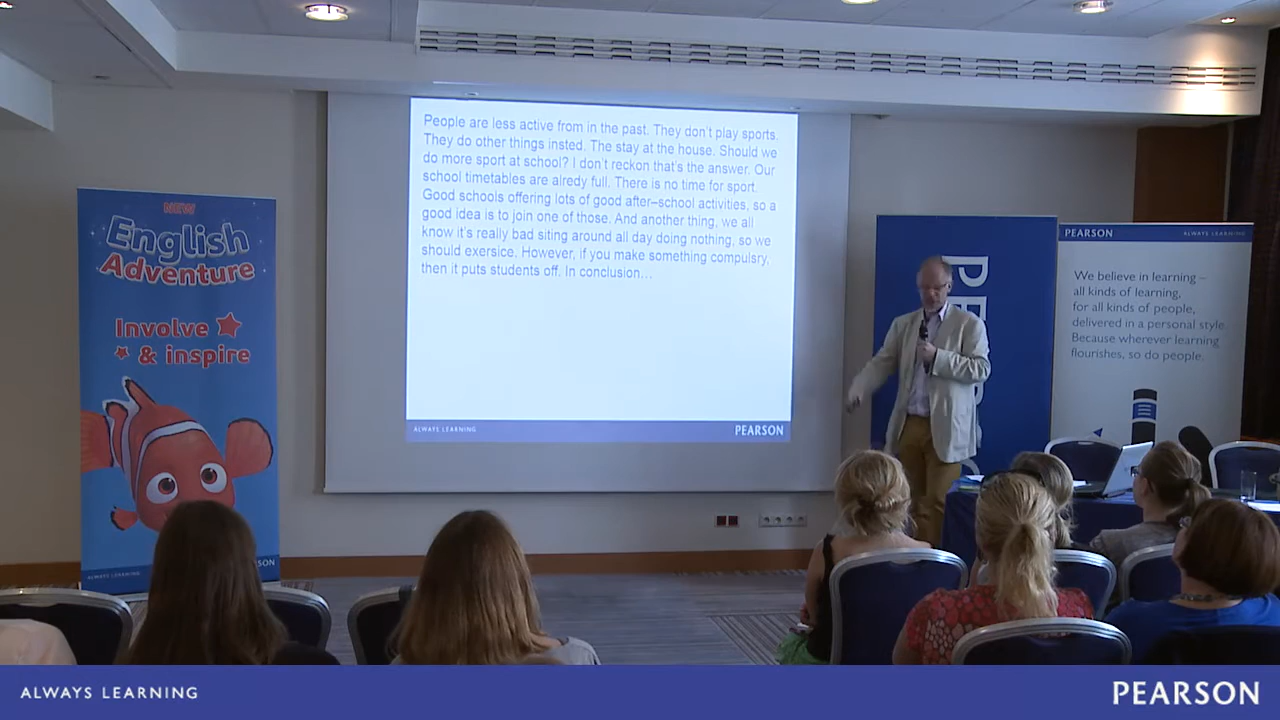 People are less active from in the past. They don't play sports.
They do other things insted. The stay at the house. Should we
do more sport at school? I don't reckon that's the answer. Our
school timetables are alredy full. There is no time for sport.
Good schools offering lots of good after–school activities, so a
good idea is to join one of those. And another thing, we all
know it's really bad siting around all day doing nothing, so we
should exersice. However, if you make something compulsry,
then it puts students off. In conclusion…
ALWAYS LEARNING
PEARSON
NEW
English
Adventure
Involve
& inspire
ALWAYS LEARNING
SON
PEARSON
ALWAYS LEARNING
We believe in learning –
all kinds of learning,
for all kinds of people,
delivered in a personal style.
Because wherever learning
flourishes, so do people.
ALWAYS LEARNING
PEARSON